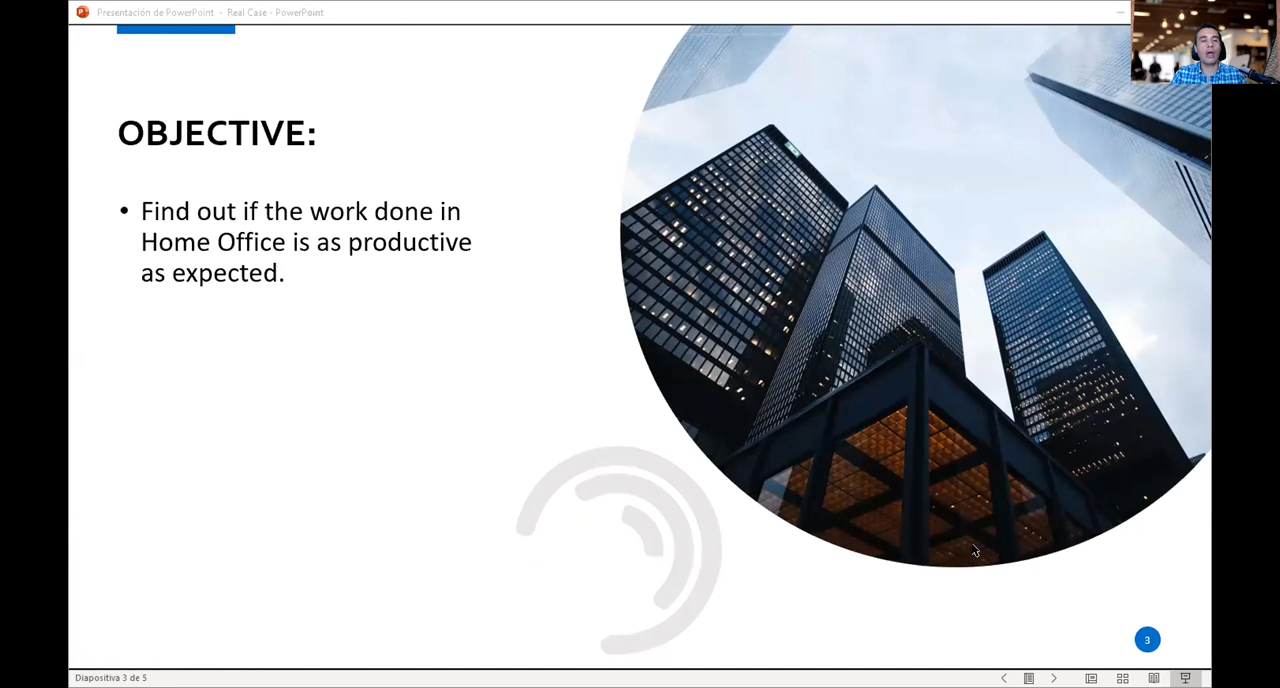 Presentación de PowerPoint - Real Case - PowerPoint
OBJECTIVE:
• Find out if the work done in
Home Office is as productive
as expected.
3
Diapositiva 3 de 5